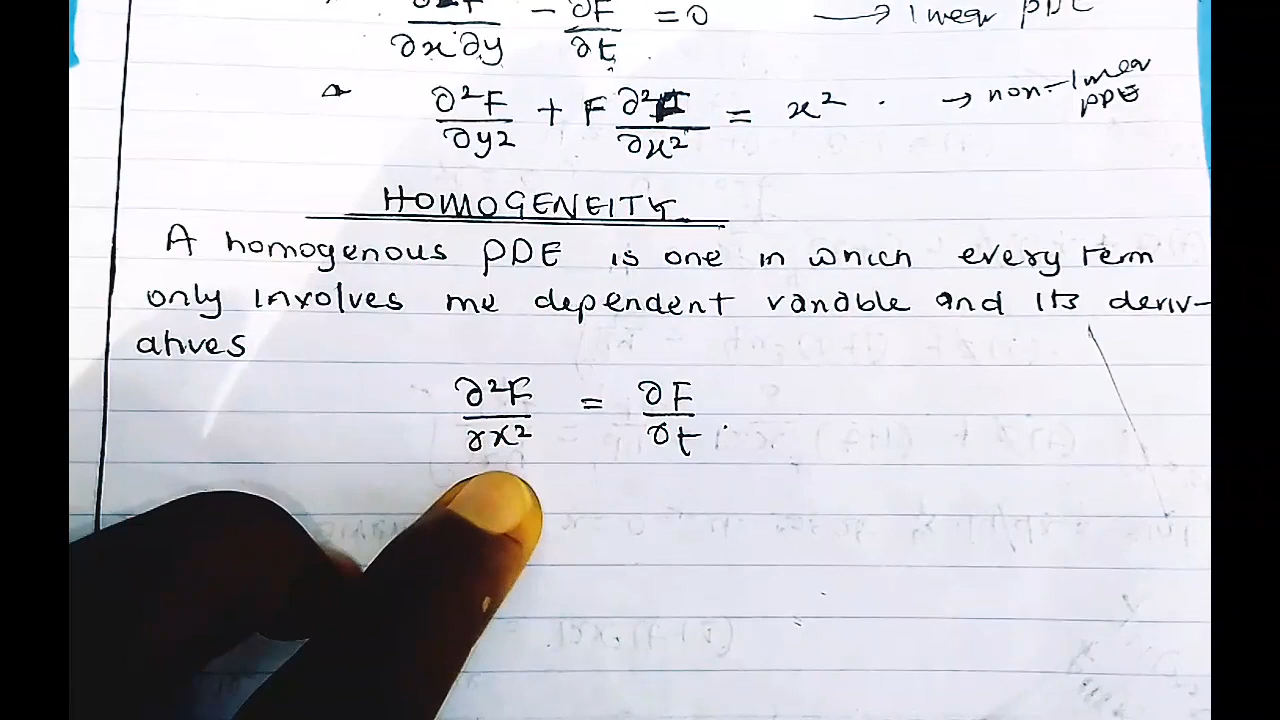 ∂²F/∂x∂y − ∂F/∂t = 0 → linear PDE
∂²F/∂y² + F ∂²F/∂x² = x². → non-linear PDE
HOMOGENEITY
A homogenous PDE is one in which every term
only involves the dependent variable and its deriv-
atives
∂²F/∂x² = ∂F/∂t.